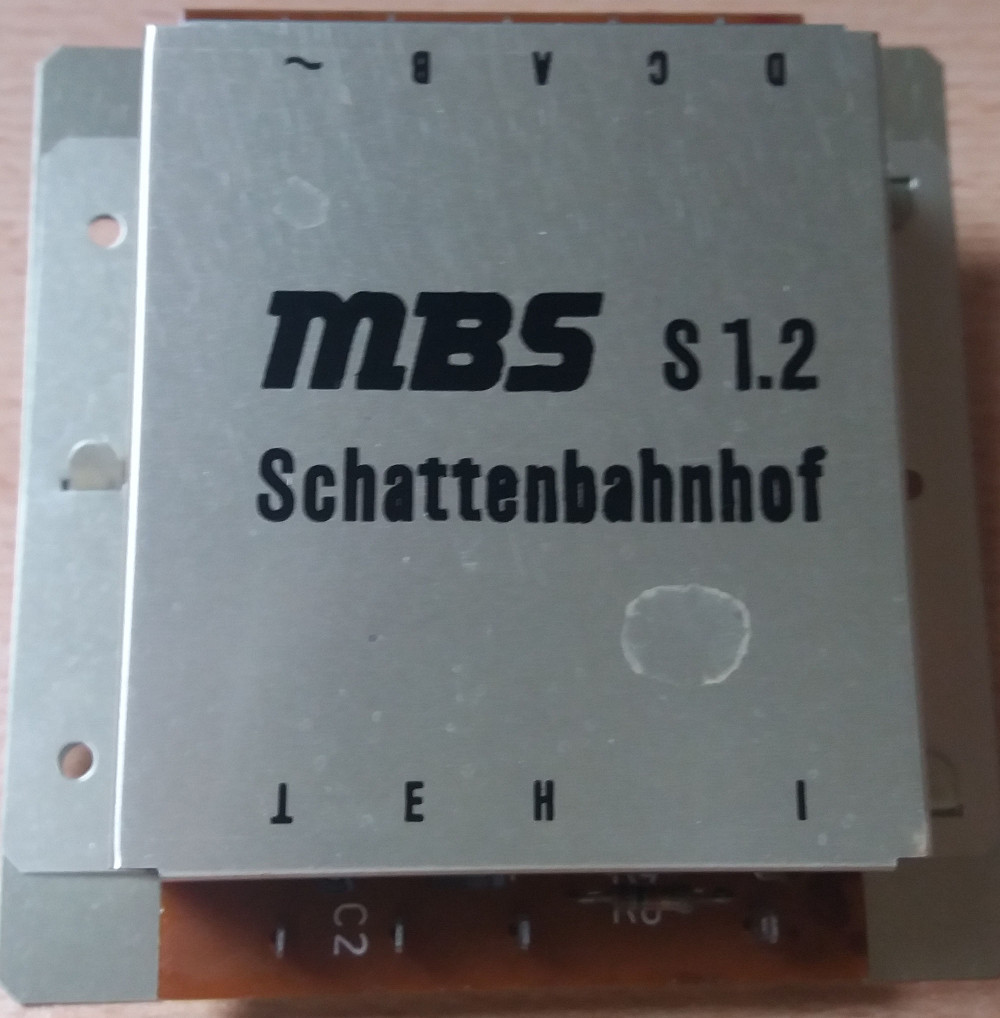 ~ B A C D
MBS S 1.2
Schattenbahnhof
⊥ E H I
C2